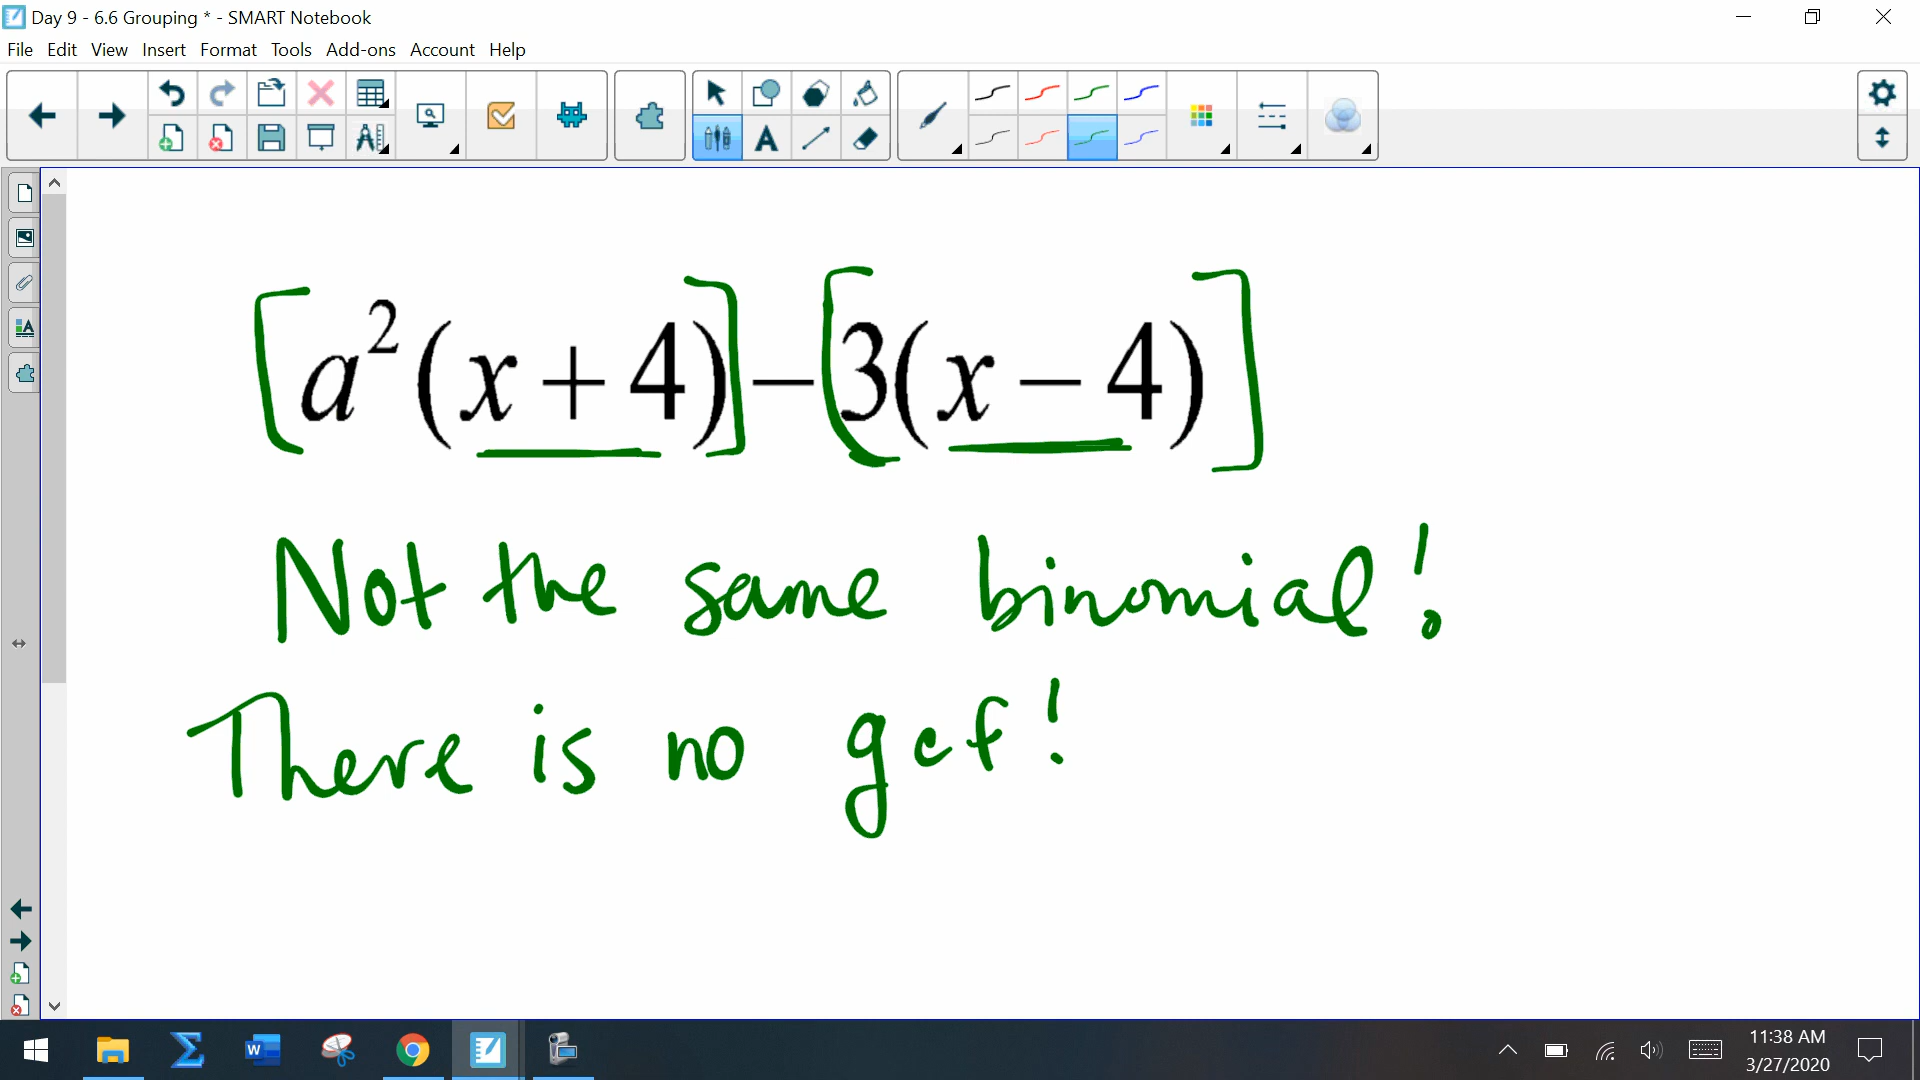 Day 9 - 6.6 Grouping * - SMART Notebook
File Edit View Insert Format Tools Add-ons Account Help
[a²(x + 4)] − [3(x − 4)]
Not the same binomial!
There is no gcf!
11:38 AM
3/27/2020